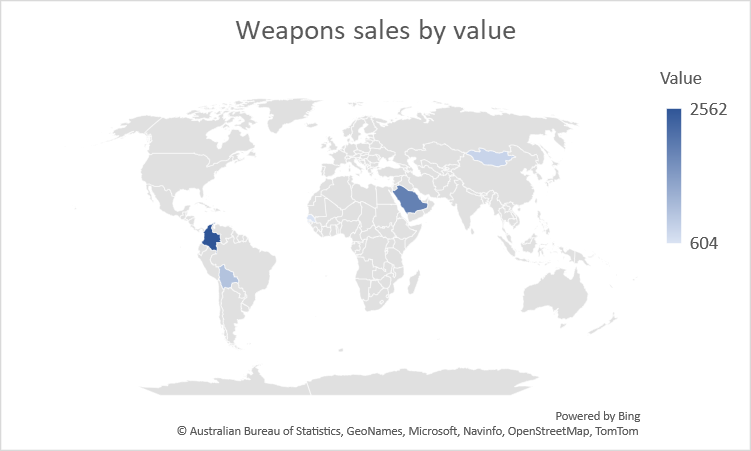 Weapons sales by value
Value
2562
604
Powered by Bing
© Australian Bureau of Statistics, GeoNames, Microsoft, Navinfo, OpenStreetMap, TomTom